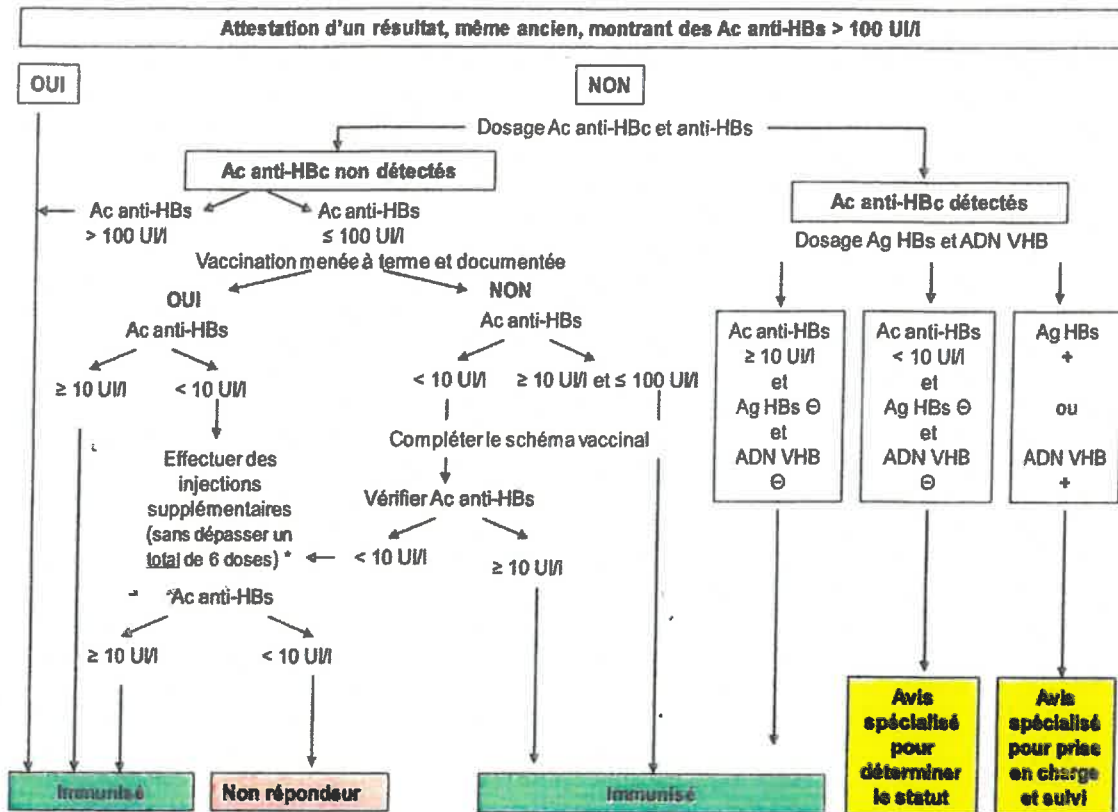 Attestation d'un résultat, même ancien, montrant des Ac anti-HBs > 100 UI/l
OUI
NON
Dosage Ac anti-HBc et anti-HBs
Ac anti-HBc non détectés
Ac anti-HBs
> 100 UI/l
Ac anti-HBs
≤ 100 UI/l
Vaccination menée à terme et documentée
OUI
Ac anti-HBs
≥ 10 UI/l
< 10 UI/l
Effectuer des
injections
supplémentaires
(sans dépasser un
total de 6 doses) *
Ac anti-HBs
≥ 10 UI/l
< 10 UI/l
NON
Ac anti-HBs
< 10 UI/l
≥ 10 UI/l et ≤ 100 UI/l
Compléter le schéma vaccinal
Vérifier Ac anti-HBs
< 10 UI/l
≥ 10 UI/l
Ac anti-HBc détectés
Dosage Ag HBs et ADN VHB
Ac anti-HBs
≥ 10 UI/l
et
Ag HBs ⊖
et
ADN VHB
⊖
Ac anti-HBs
< 10 UI/l
et
Ag HBs ⊖
et
ADN VHB
⊖
Ag HBs
+
ou
ADN VHB
+
Immunisé
Non répondeur
Immunisé
Avis
spécialisé
pour
déterminer
le statut
Avis
spécialisé
pour prise
en charge
et suivi